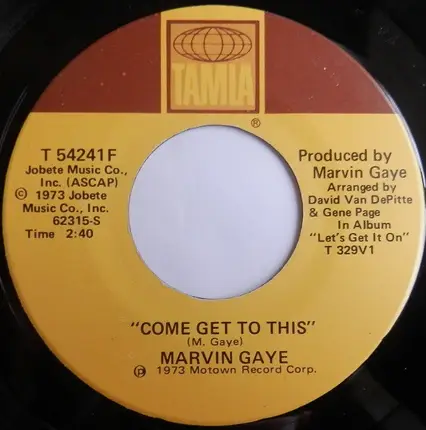 TAMLA
®
T 54241F
Jobete Music Co.,
Inc. (ASCAP)
© 1973 Jobete
Music Co., Inc.
62315-S
Time 2:40
Produced by
Marvin Gaye
Arranged by
David Van DePitte
& Gene Page
In Album
"Let's Get It On"
T 329V1
"COME GET TO THIS"
(M. Gaye)
MARVIN GAYE
℗ 1973 Motown Record Corp.